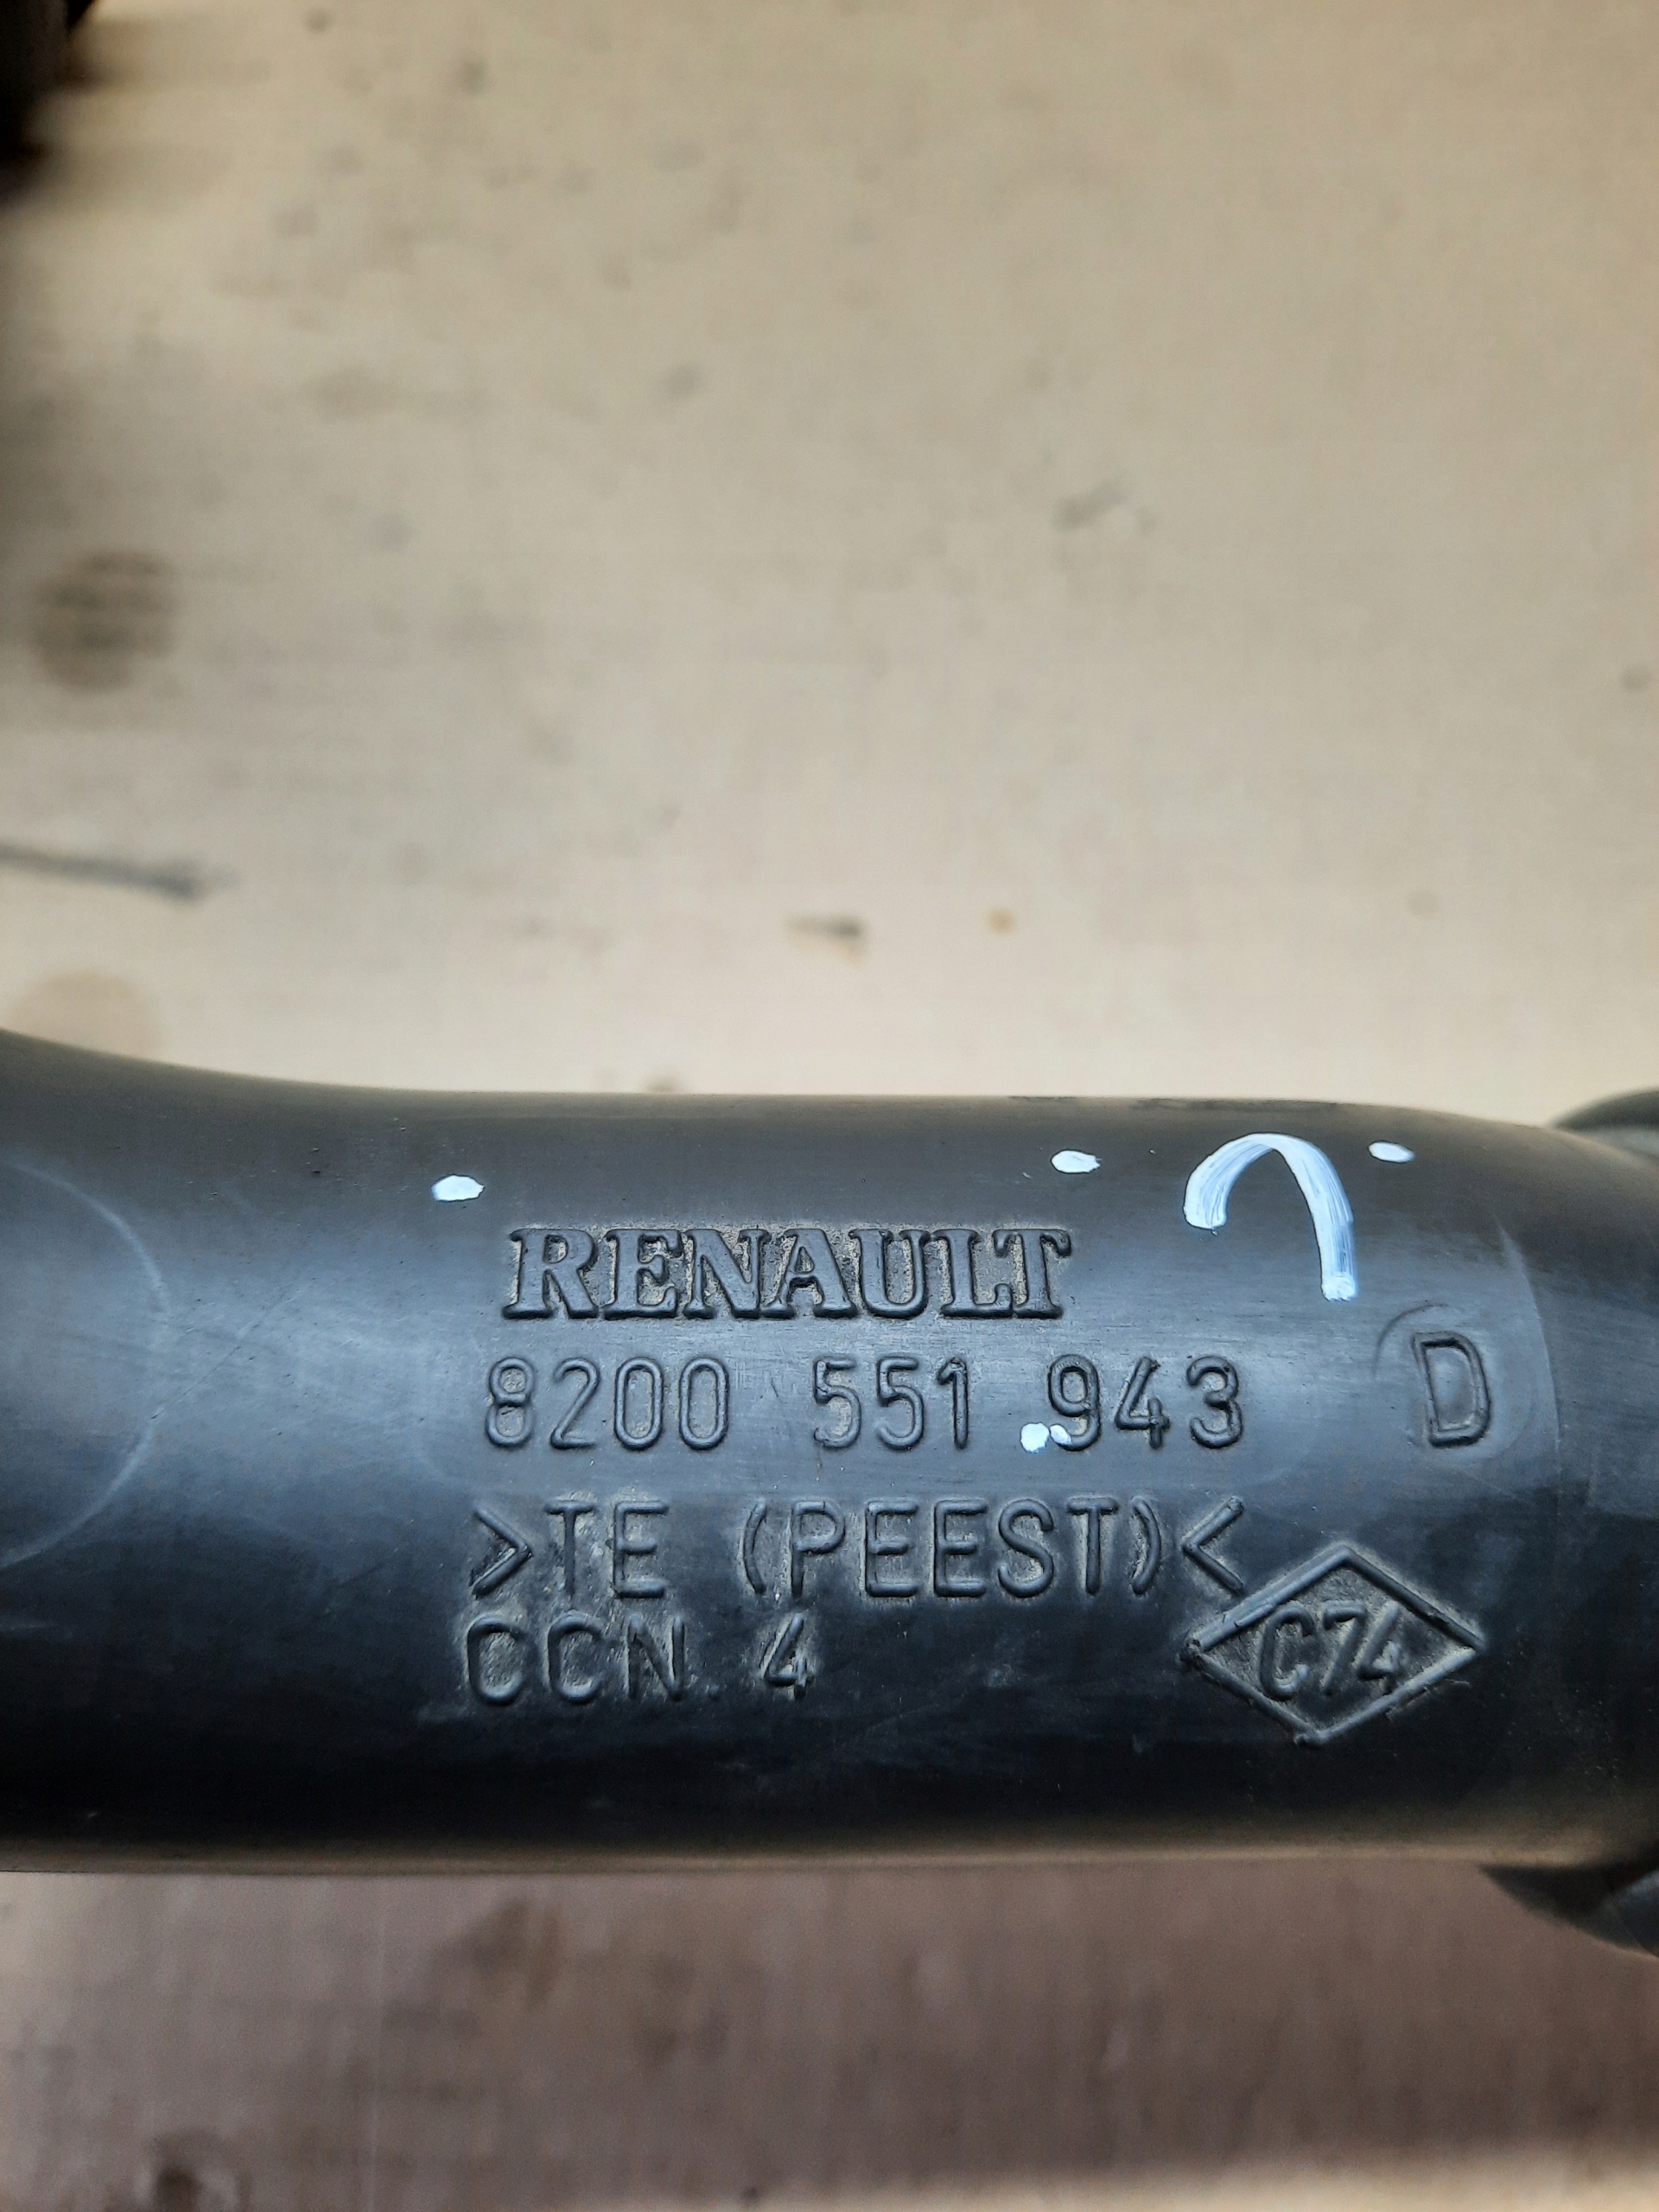 RENAULT
8200 551 943
D
>TE (PEEST)<
CCN. 4
C74